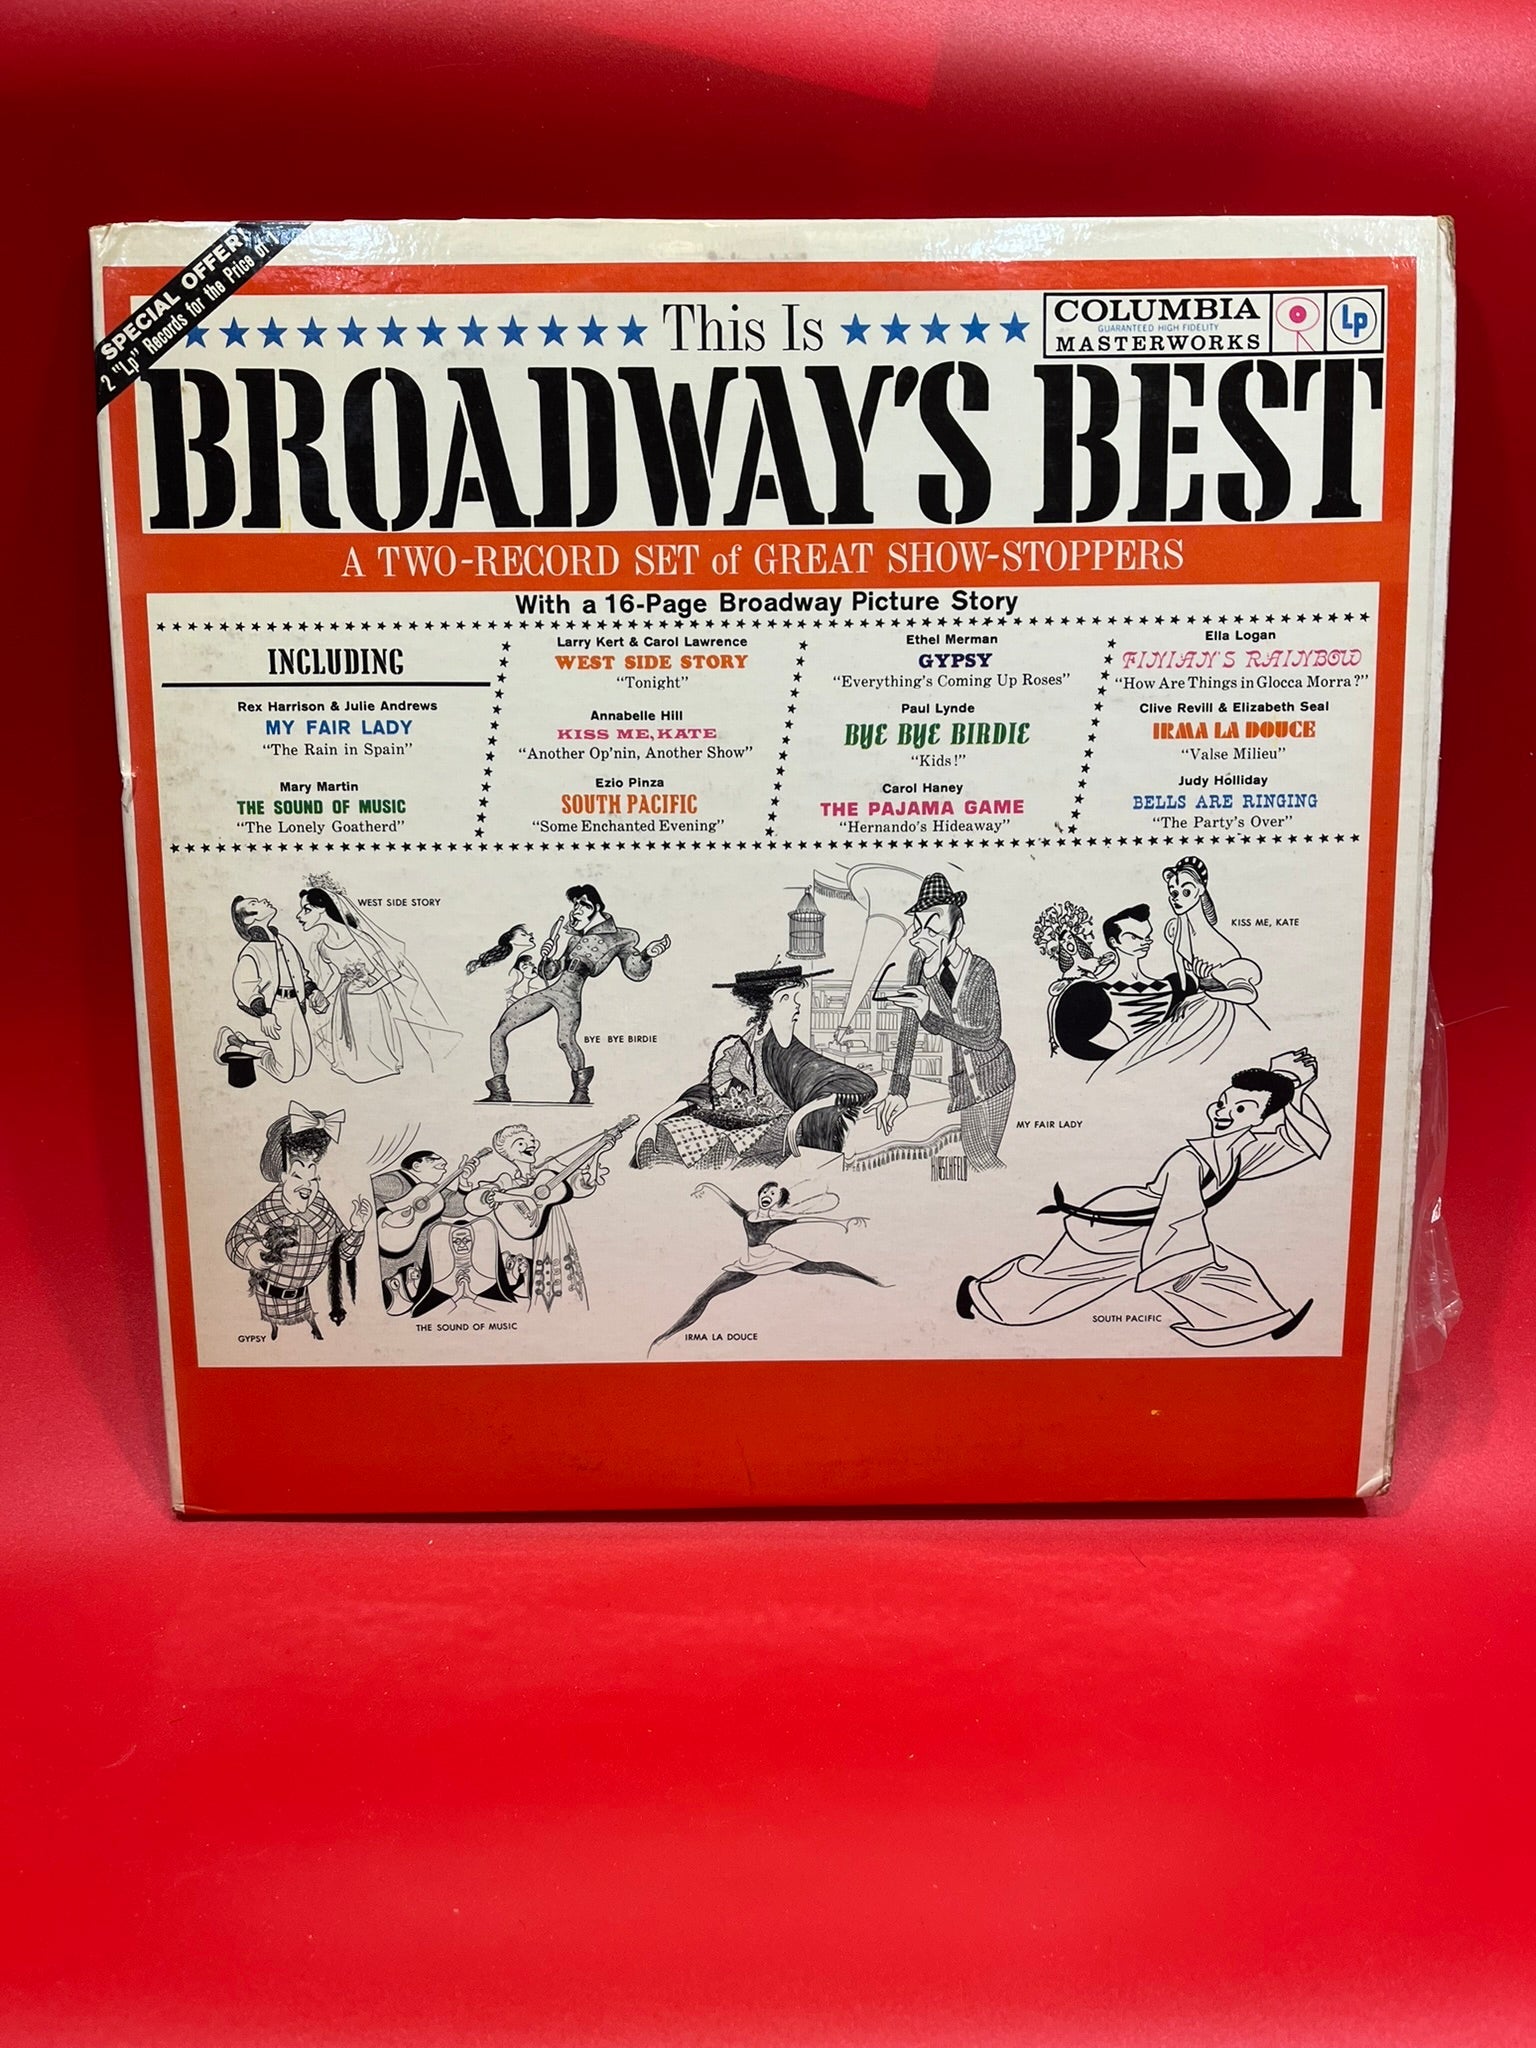 SPECIAL OFFER!
2 "Lp" Records for the Price of 1
This Is
COLUMBIA
GUARANTEED HIGH FIDELITY
MASTERWORKS
Lp
BROADWAY'S BEST
A TWO-RECORD SET of GREAT SHOW-STOPPERS
With a 16-Page Broadway Picture Story
INCLUDING
Rex Harrison & Julie Andrews
MY FAIR LADY
"The Rain in Spain"
Mary Martin
THE SOUND OF MUSIC
"The Lonely Goatherd"
Larry Kert & Carol Lawrence
WEST SIDE STORY
"Tonight"
Annabelle Hill
KISS ME, KATE
"Another Op'nin, Another Show"
Ezio Pinza
SOUTH PACIFIC
"Some Enchanted Evening"
Ethel Merman
GYPSY
"Everything's Coming Up Roses"
Paul Lynde
BYE BYE BIRDIE
"Kids!"
Carol Haney
THE PAJAMA GAME
"Hernando's Hideaway"
Ella Logan
FINIAN'S RAINBOW
"How Are Things in Glocca Morra?"
Clive Revill & Elizabeth Seal
IRMA LA DOUCE
"Valse Milieu"
Judy Holliday
BELLS ARE RINGING
"The Party's Over"
WEST SIDE STORY
BYE BYE BIRDIE
KISS ME, KATE
MY FAIR LADY
HIRSCHFELD
GYPSY
THE SOUND OF MUSIC
IRMA LA DOUCE
SOUTH PACIFIC